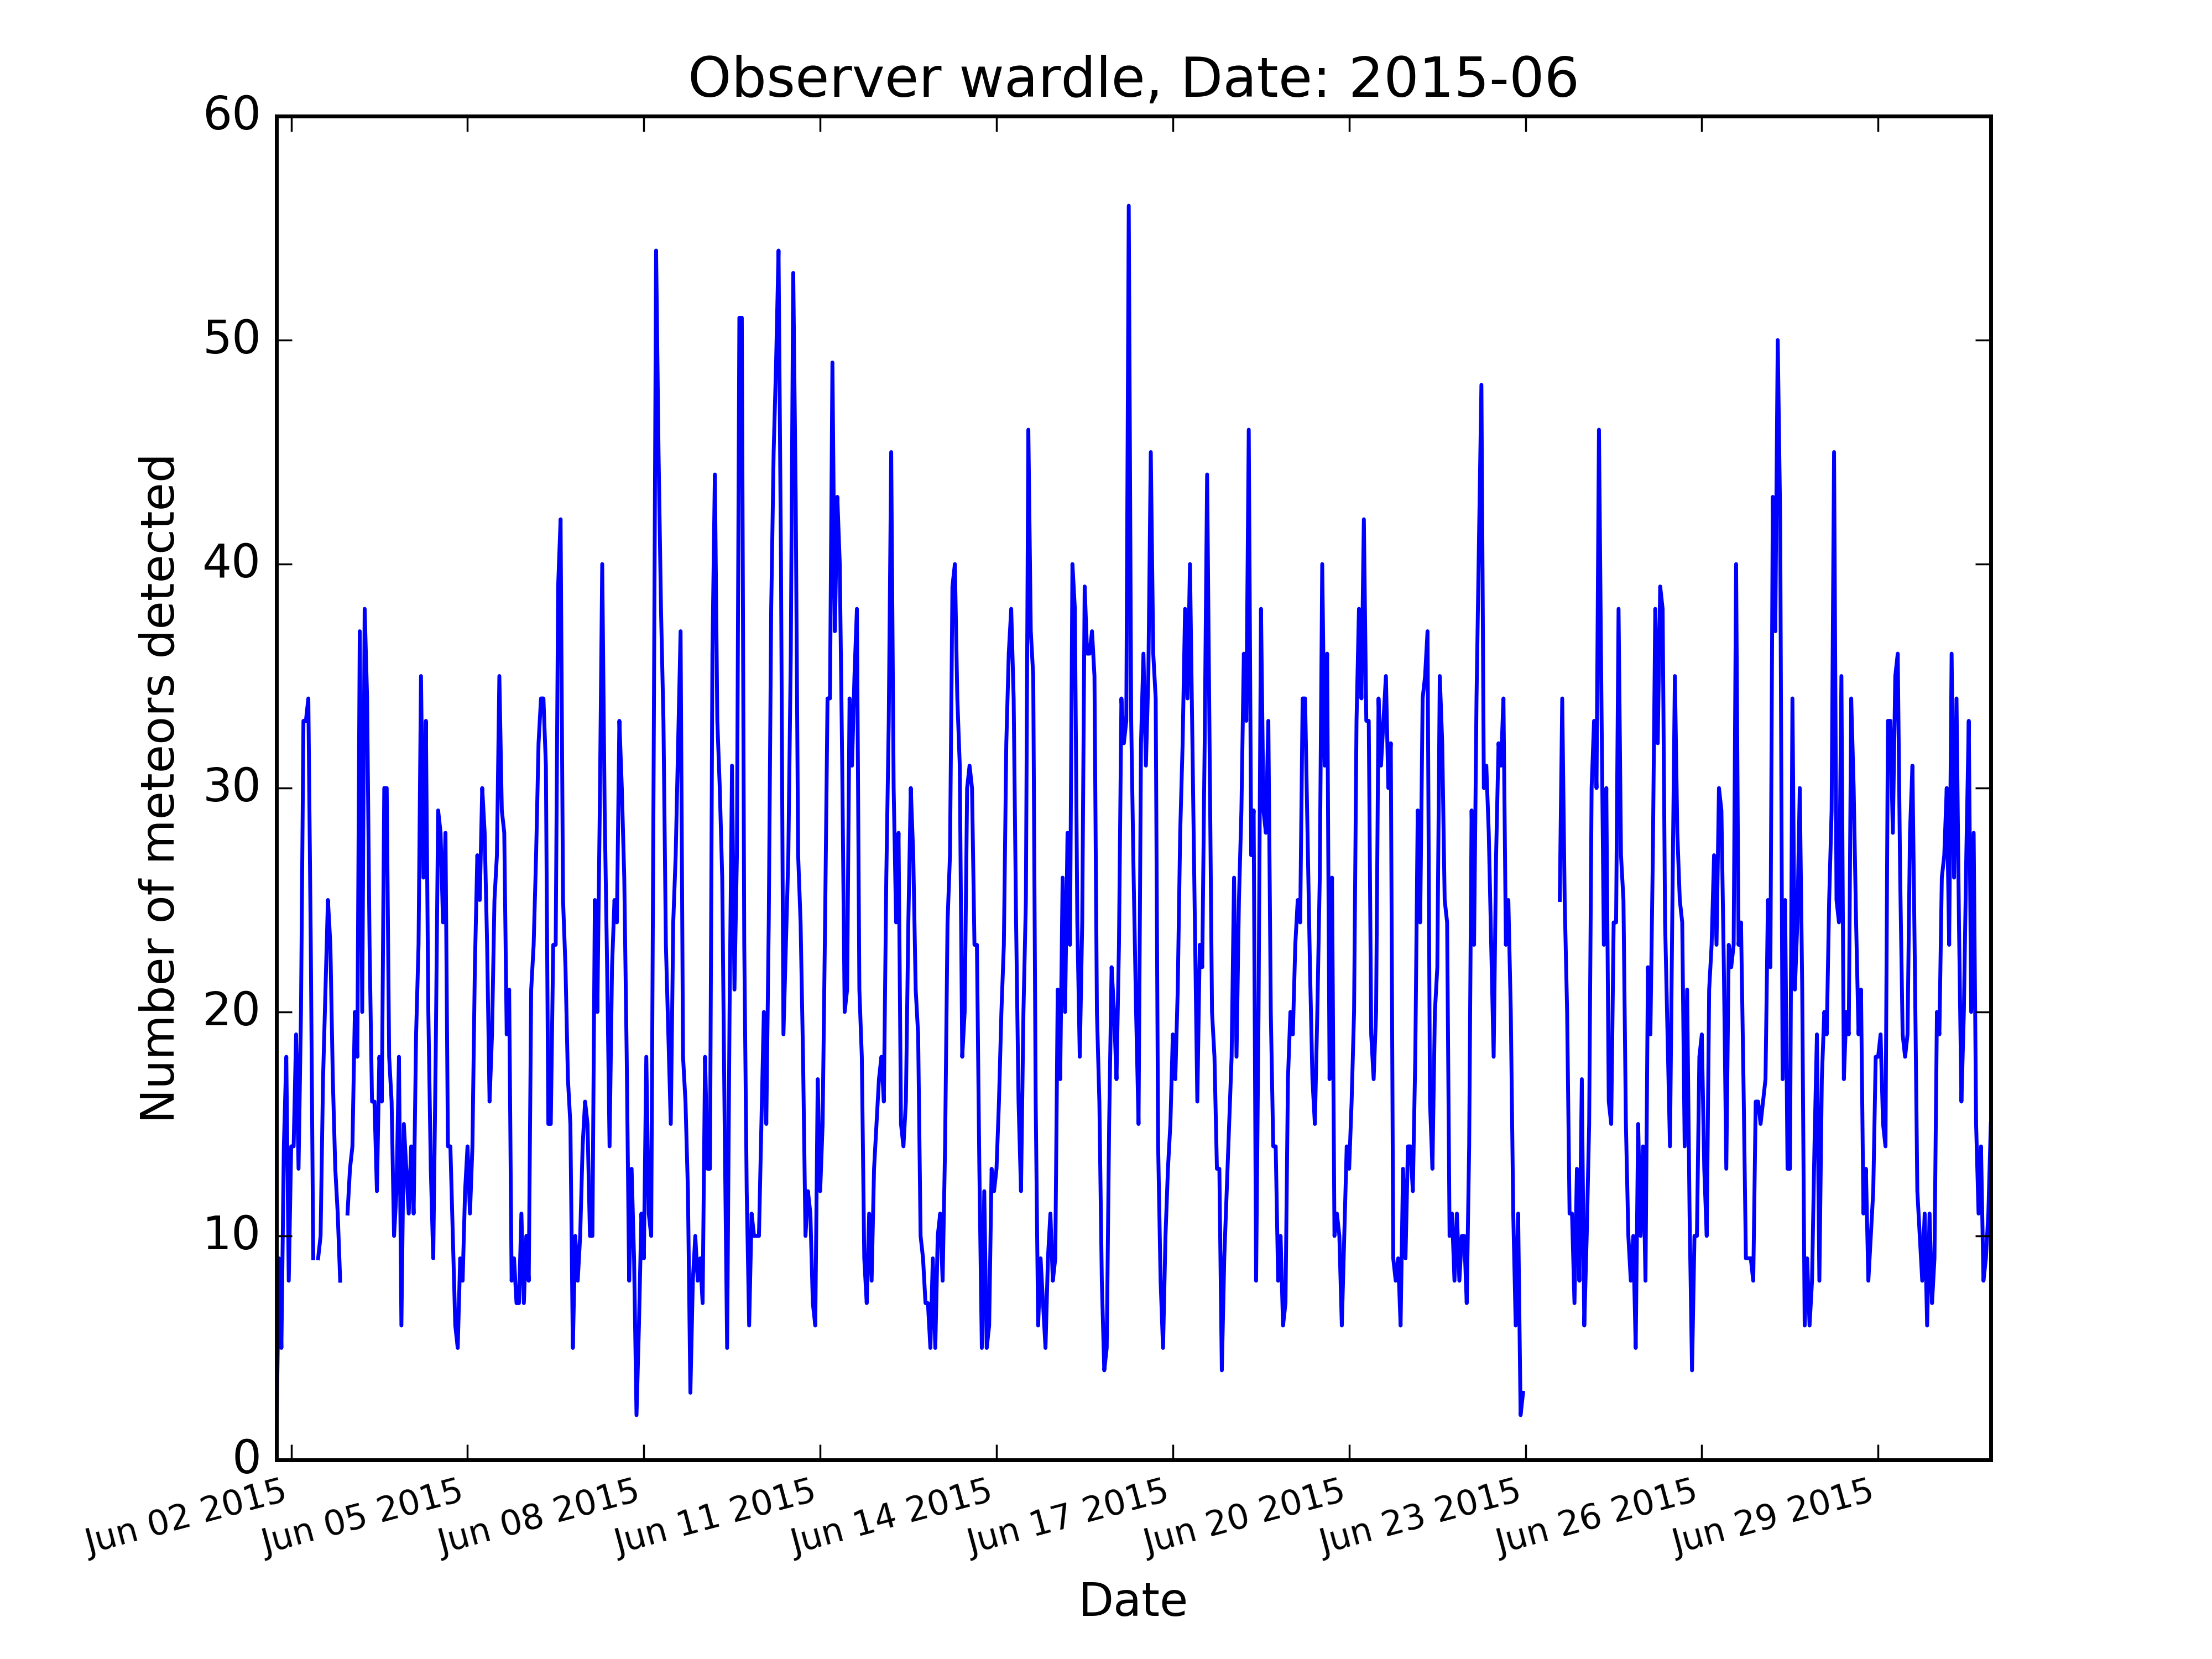 Observer wardle, Date: 2015-06
60
50
40
30
20
10
0
Number of meteors detected
Jun 02 2015
Jun 05 2015
Jun 08 2015
Jun 11 2015
Jun 14 2015
Jun 17 2015
Jun 20 2015
Jun 23 2015
Jun 26 2015
Jun 29 2015
Date